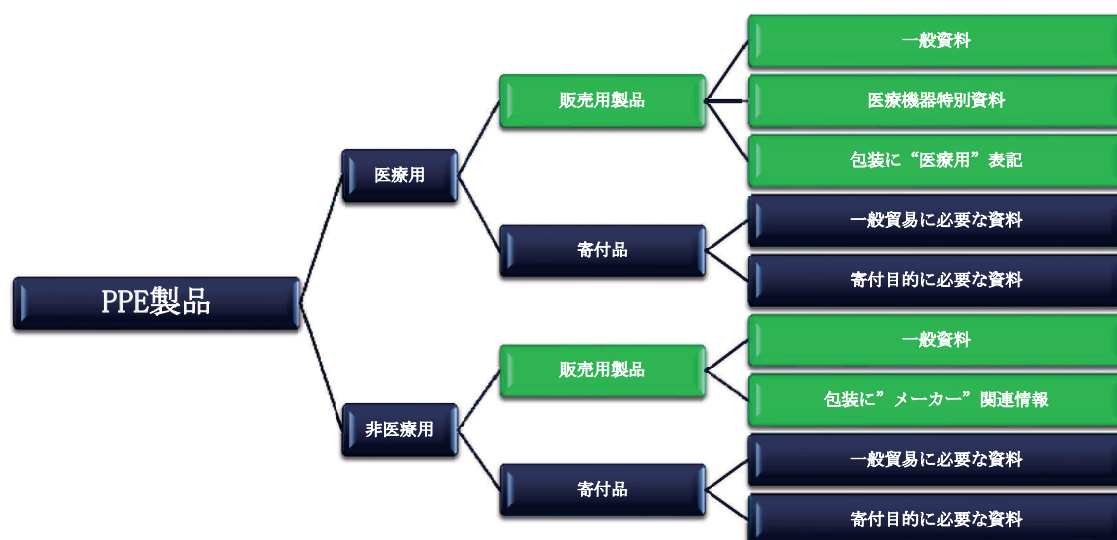 PPE製品
医療用
販売用製品
一般資料
医療機器特別資料
包装に“医療用”表記
寄付品
一般貿易に必要な資料
寄付目的に必要な資料
非医療用
販売用製品
一般資料
包装に”メーカー”関連情報
寄付品
一般貿易に必要な資料
寄付目的に必要な資料